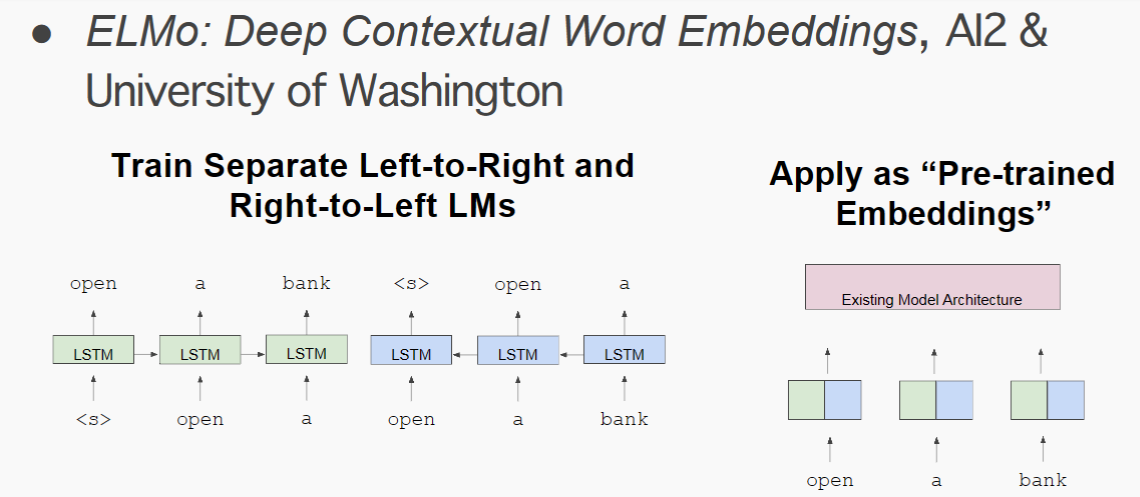 ● ELMo: Deep Contextual Word Embeddings, AI2 &
University of Washington
Train Separate Left-to-Right and
Right-to-Left LMs
open a bank <s> open a
LSTM LSTM LSTM LSTM LSTM LSTM
<s> open a open a bank
Apply as “Pre-trained
Embeddings”
Existing Model Architecture
open a bank